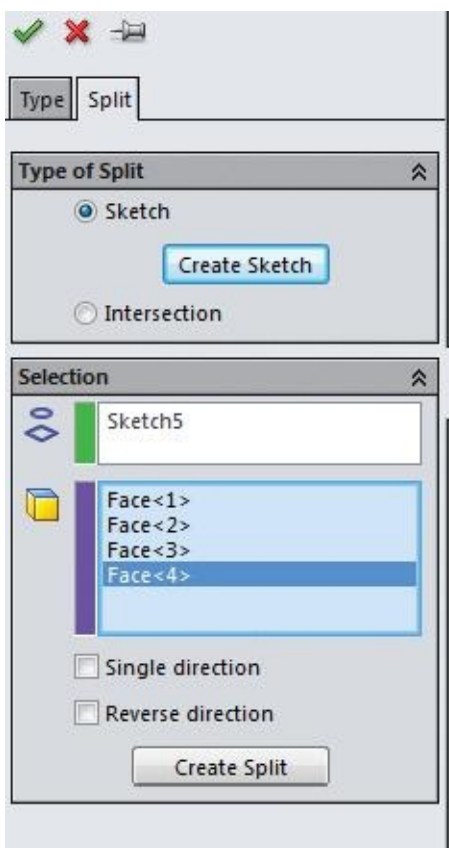 Type Split
Type of Split
Sketch
Create Sketch
Intersection
Selection
Sketch5
Face<1>
Face<2>
Face<3>
Face<4>
Single direction
Reverse direction
Create Split